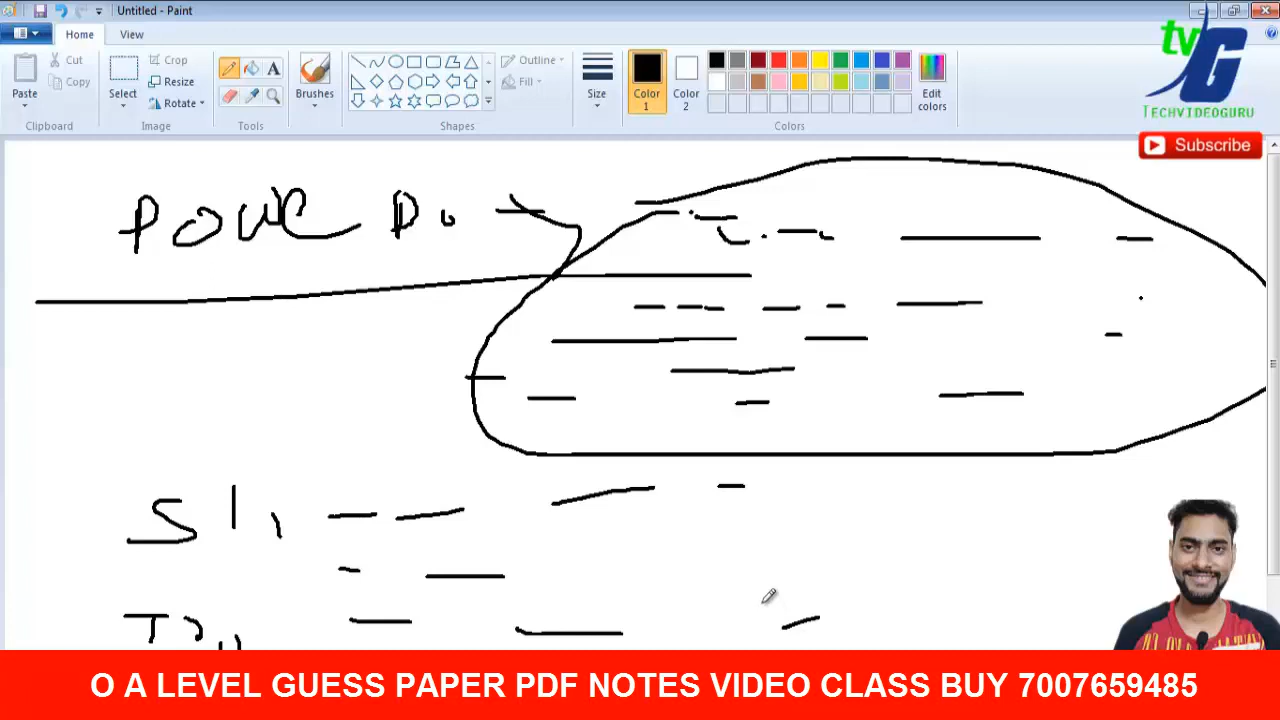 Untitled - Paint
Home
View
Paste
Cut
Copy
Clipboard
Select
Crop
Resize
Rotate
Image
Tools
Brushes
Shapes
Outline
Fill
Size
Color
1
Color
2
Edit
colors
Colors
tv G
TECHVIDEOGURU
Subscribe
O A LEVEL GUESS PAPER PDF NOTES VIDEO CLASS BUY 7007659485